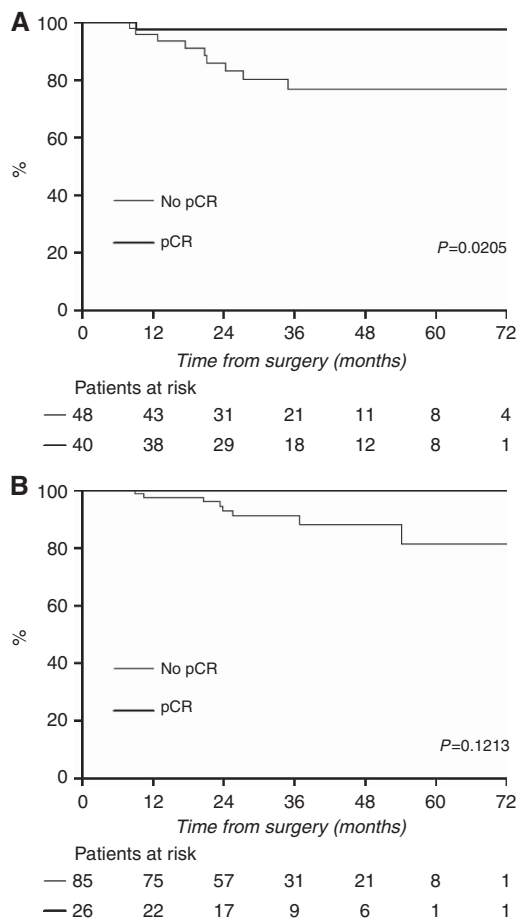 A
100
80
60
40
20
0
%
No pCR
pCR
P=0.0205
0 12 24 36 48 60 72
Time from surgery (months)
Patients at risk
48 43 31 21 11 8 4
40 38 29 18 12 8 1
B
100
80
60
40
20
0
%
No pCR
pCR
P=0.1213
0 12 24 36 48 60 72
Time from surgery (months)
Patients at risk
85 75 57 31 21 8 1
26 22 17 9 6 1 1